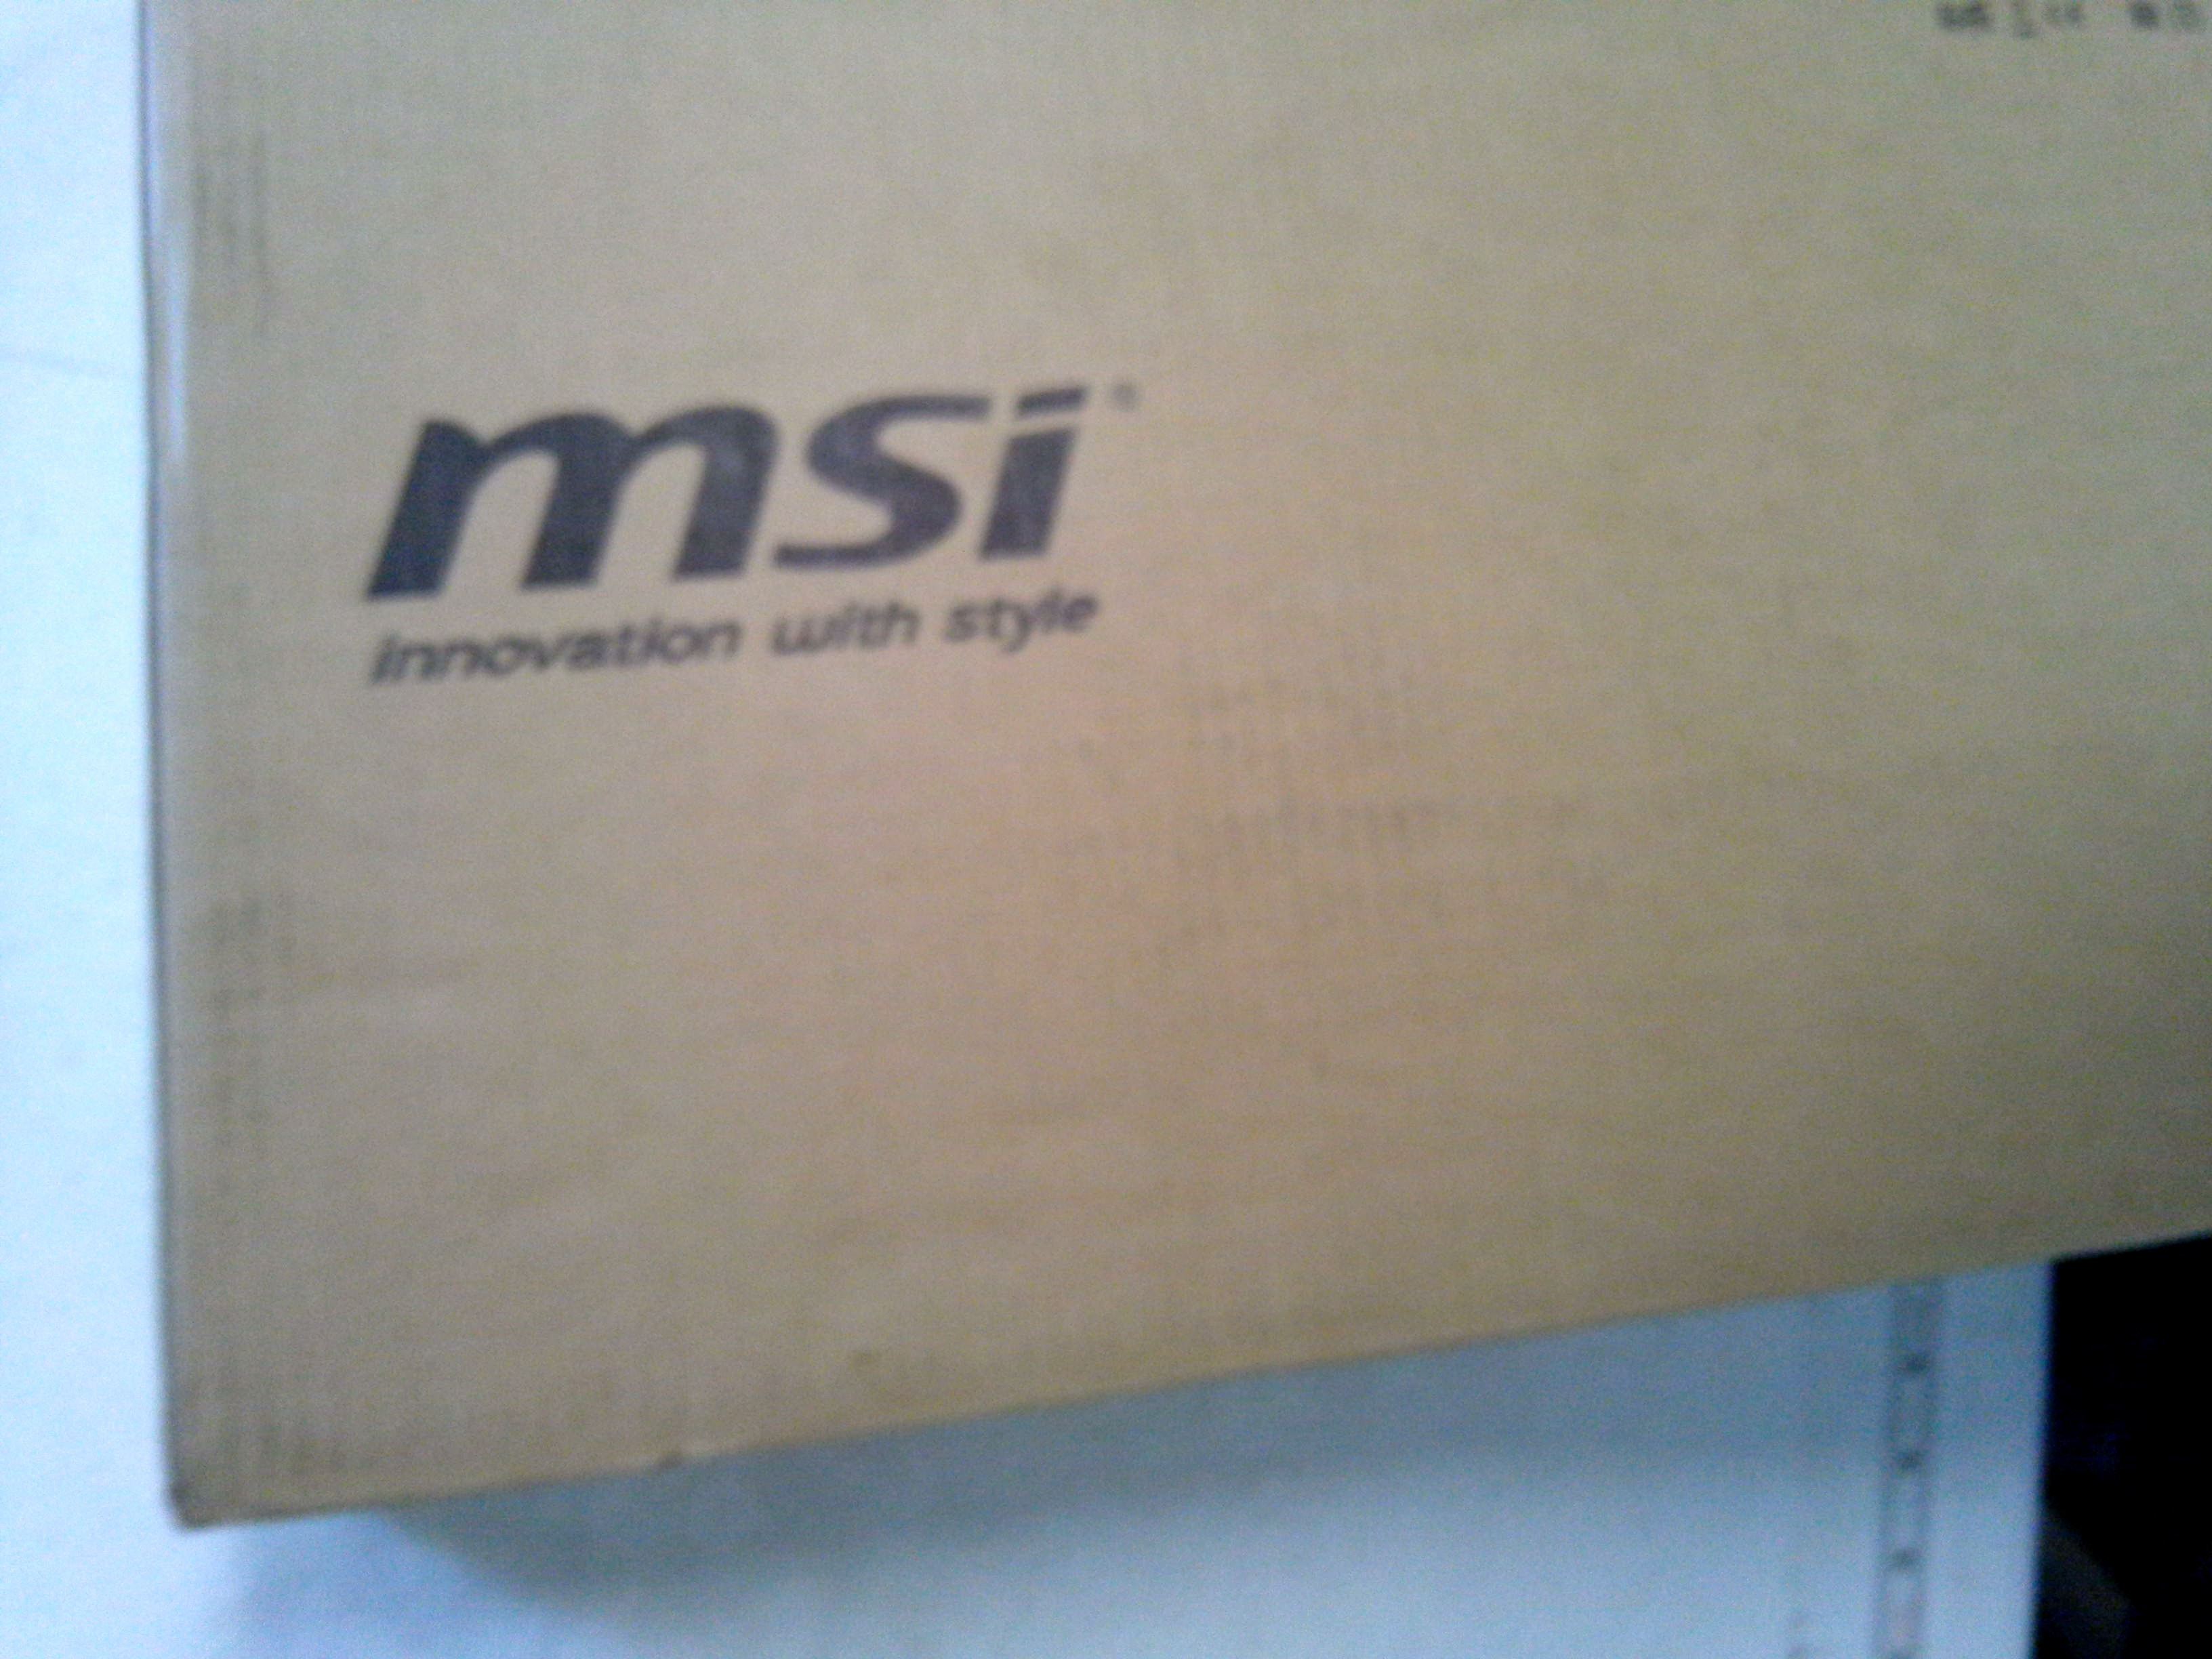 msi
innovation with style